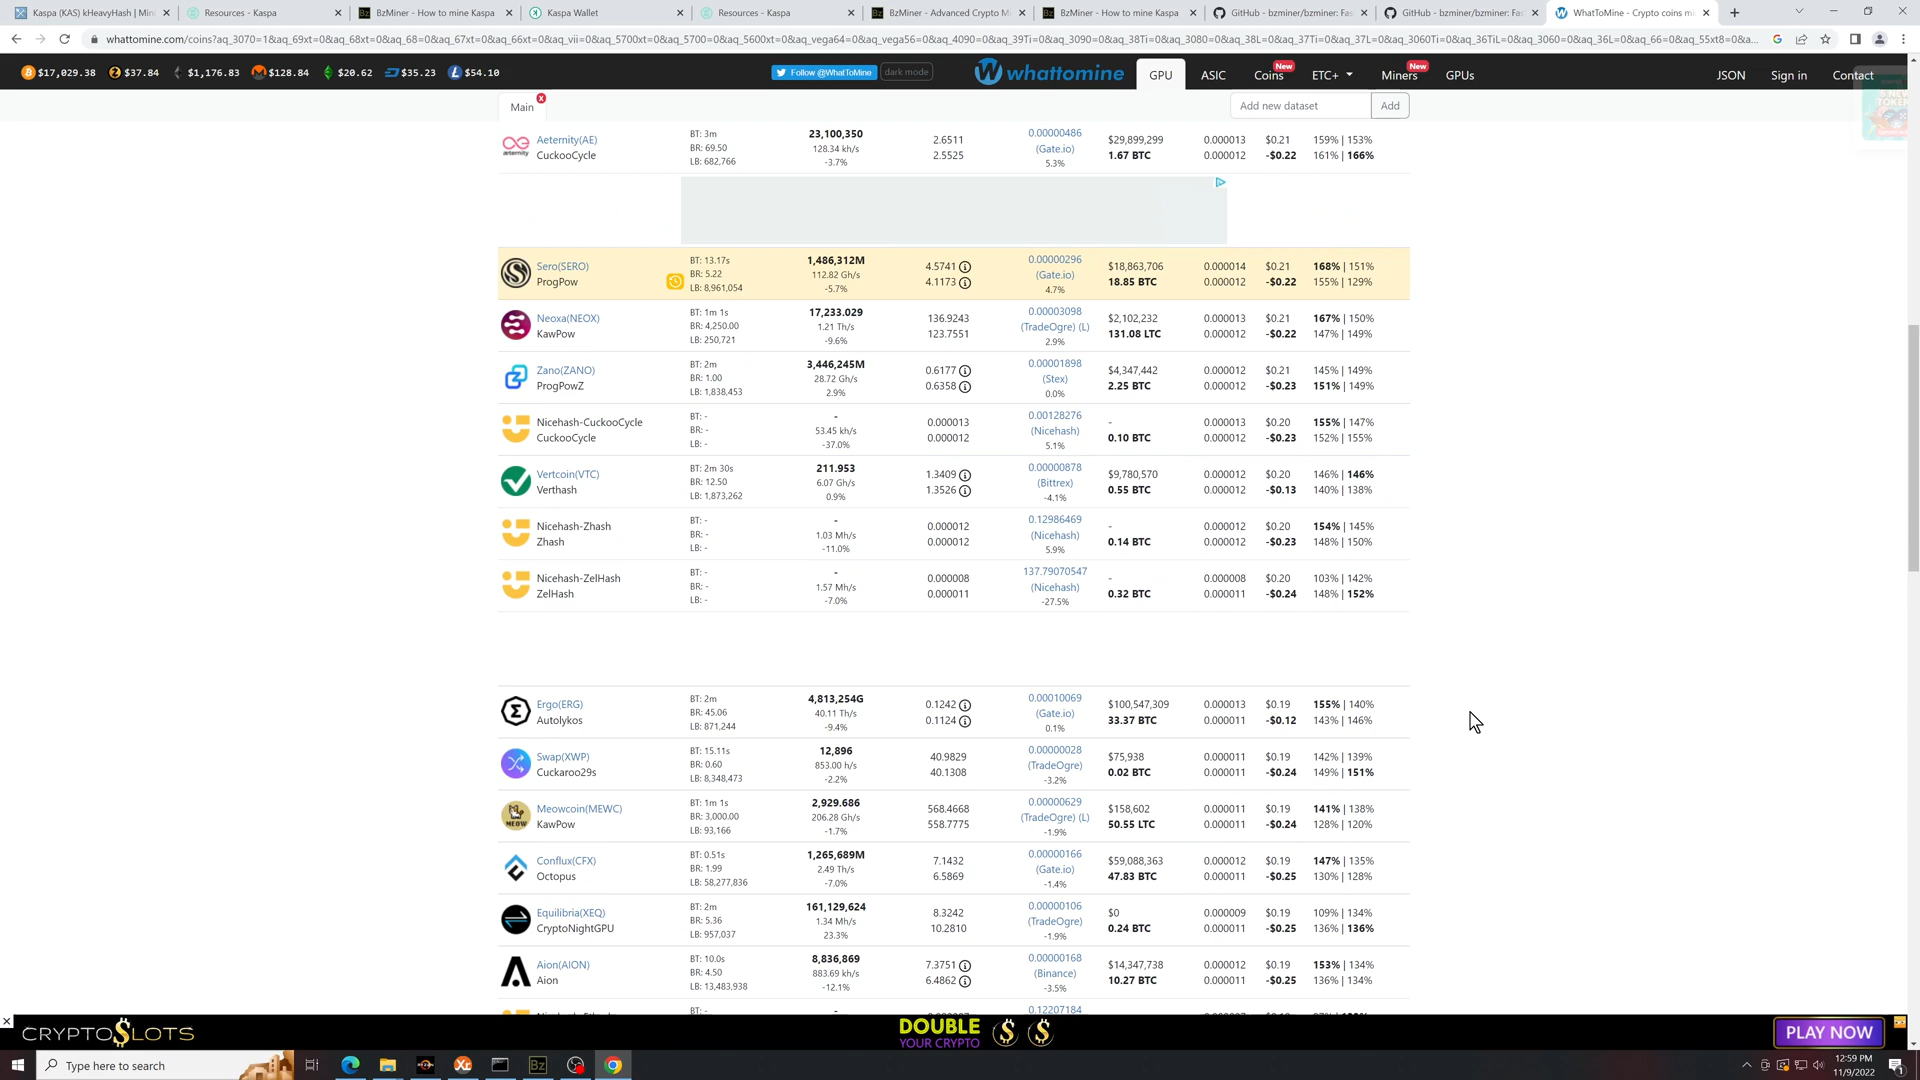 Kaspa (KAS) kHeavyHash | Min
Resources - Kaspa
BzMiner - How to mine Kaspa
Kaspa Wallet
Resources - Kaspa
BzMiner - Advanced Crypto M
BzMiner - How to mine Kaspa
GitHub - bzminer/bzminer: Fas
GitHub - bzminer/bzminer: Fas
WhatToMine - Crypto coins mi
whattomine.com/coins?aq_3070=1&aq_69xt=0&aq_68xt=0&aq_68=0&aq_67xt=0&aq_66xt=0&aq_vii=0&aq_5700xt=0&aq_5700=0&aq_5600xt=0&aq_vega64=0&aq_vega56=0&aq_4090=0&aq_39Ti=0&aq_3090=0&aq_38Ti=0&aq_3080=0&aq_38L=0&aq_37Ti=0&aq_37L=0&aq_3060Ti=0&aq_36TiL=0&aq_3060=0&aq_36L=0&aq_66=0&aq_55xt8=0&a...
$17,029.38 $37.84 $1,176.83 $128.84 $20.62 $35.23 $54.10
Follow @WhatToMine dark mode
whattomine
GPU ASIC Coins New ETC+ Miners New GPUs
JSON Sign in Contact
Main
Add new dataset Add
Aeternity(AE) BT: 3m 23,100,350 2.6511 0.00000486 $29,899,299 0.000013 $0.21 159% | 153%
CuckooCycle BR: 69.50 128.34 kh/s 2.5525 (Gate.io) 1.67 BTC 0.000012 -$0.22 161% | 166%
LB: 682,766 -3.7% 5.3%
Sero(SERO) BT: 13.17s 1,486,312M 4.5741 0.00000296 $18,863,706 0.000014 $0.21 168% | 151%
ProgPow BR: 5.22 112.82 Gh/s 4.1173 (Gate.io) 18.85 BTC 0.000012 -$0.22 155% | 129%
LB: 8,961,054 -5.7% 4.7%
Neoxa(NEOX) BT: 1m 1s 17,233.029 136.9243 0.00003098 $2,102,232 0.000013 $0.21 167% | 150%
KawPow BR: 4,250.00 1.21 Th/s 123.7551 (TradeOgre) (L) 131.08 LTC 0.000012 -$0.22 147% | 149%
LB: 250,721 -9.6% 2.9%
Zano(ZANO) BT: 2m 3,446,245M 0.6177 0.00001898 $4,347,442 0.000012 $0.21 145% | 149%
ProgPowZ BR: 1.00 28.72 Gh/s 0.6358 (Stex) 2.25 BTC 0.000012 -$0.23 151% | 149%
LB: 1,838,453 2.9% 0.0%
Nicehash-CuckooCycle BT: - - 0.000013 0.00128276 - 0.000013 $0.20 155% | 147%
CuckooCycle BR: - 53.45 kh/s 0.000012 (Nicehash) 0.10 BTC 0.000012 -$0.23 152% | 155%
LB: - -37.0% 5.1%
Vertcoin(VTC) BT: 2m 30s 211.953 1.3409 0.00000878 $9,780,570 0.000012 $0.20 146% | 146%
Verthash BR: 12.50 6.07 Gh/s 1.3526 (Bittrex) 0.55 BTC 0.000012 -$0.13 140% | 138%
LB: 1,873,262 0.9% -4.1%
Nicehash-Zhash BT: - - 0.000012 0.12986469 - 0.000012 $0.20 154% | 145%
Zhash BR: - 1.03 Mh/s 0.000012 (Nicehash) 0.14 BTC 0.000012 -$0.23 148% | 150%
LB: - -11.0% 5.9%
Nicehash-ZelHash BT: - - 0.000008 137.79070547 - 0.000008 $0.20 103% | 142%
ZelHash BR: - 1.57 Mh/s 0.000011 (Nicehash) 0.32 BTC 0.000011 -$0.24 148% | 152%
LB: - -7.0% -27.5%
Ergo(ERG) BT: 2m 4,813,254G 0.1242 0.00010069 $100,547,309 0.000013 $0.19 155% | 140%
Autolykos BR: 45.06 40.11 Th/s 0.1124 (Gate.io) 33.37 BTC 0.000011 -$0.12 143% | 146%
LB: 871,244 -9.4% 0.1%
Swap(XWP) BT: 15.11s 12,896 40.9829 0.00000028 $75,938 0.000011 $0.19 142% | 139%
Cuckaroo29s BR: 0.60 853.00 h/s 40.1308 (TradeOgre) 0.02 BTC 0.000011 -$0.24 149% | 151%
LB: 8,348,473 -2.2% -3.2%
Meowcoin(MEWC) BT: 1m 1s 2,929.686 568.4668 0.00000629 $158,602 0.000011 $0.19 141% | 138%
KawPow BR: 3,000.00 206.28 Gh/s 558.7775 (TradeOgre) (L) 50.55 LTC 0.000011 -$0.24 128% | 120%
LB: 93,166 -1.7% -1.9%
Conflux(CFX) BT: 0.51s 1,265,689M 7.1432 0.00000166 $59,088,363 0.000012 $0.19 147% | 135%
Octopus BR: 1.99 2.49 Th/s 6.5869 (Gate.io) 47.83 BTC 0.000011 -$0.25 130% | 128%
LB: 58,277,836 -7.0% -1.4%
Equilibria(XEQ) BT: 2m 161,129,624 8.3242 0.00000106 $0 0.000009 $0.19 109% | 134%
CryptoNightGPU BR: 5.36 1.34 Mh/s 10.2810 (TradeOgre) 0.24 BTC 0.000011 -$0.25 136% | 136%
LB: 957,037 23.3% -1.9%
Aion(AION) BT: 10.0s 8,836,869 7.3751 0.00000168 $14,347,738 0.000012 $0.19 153% | 134%
Aion BR: 4.50 883.69 kh/s 6.4862 (Binance) 10.27 BTC 0.000011 -$0.25 136% | 134%
LB: 13,483,938 -12.1% -3.5%
BT: - - 0.12207184
CRYPTO$LOTS
DOUBLE
YOUR CRYPTO
PLAY NOW
Type here to search
12:59 PM
11/9/2022